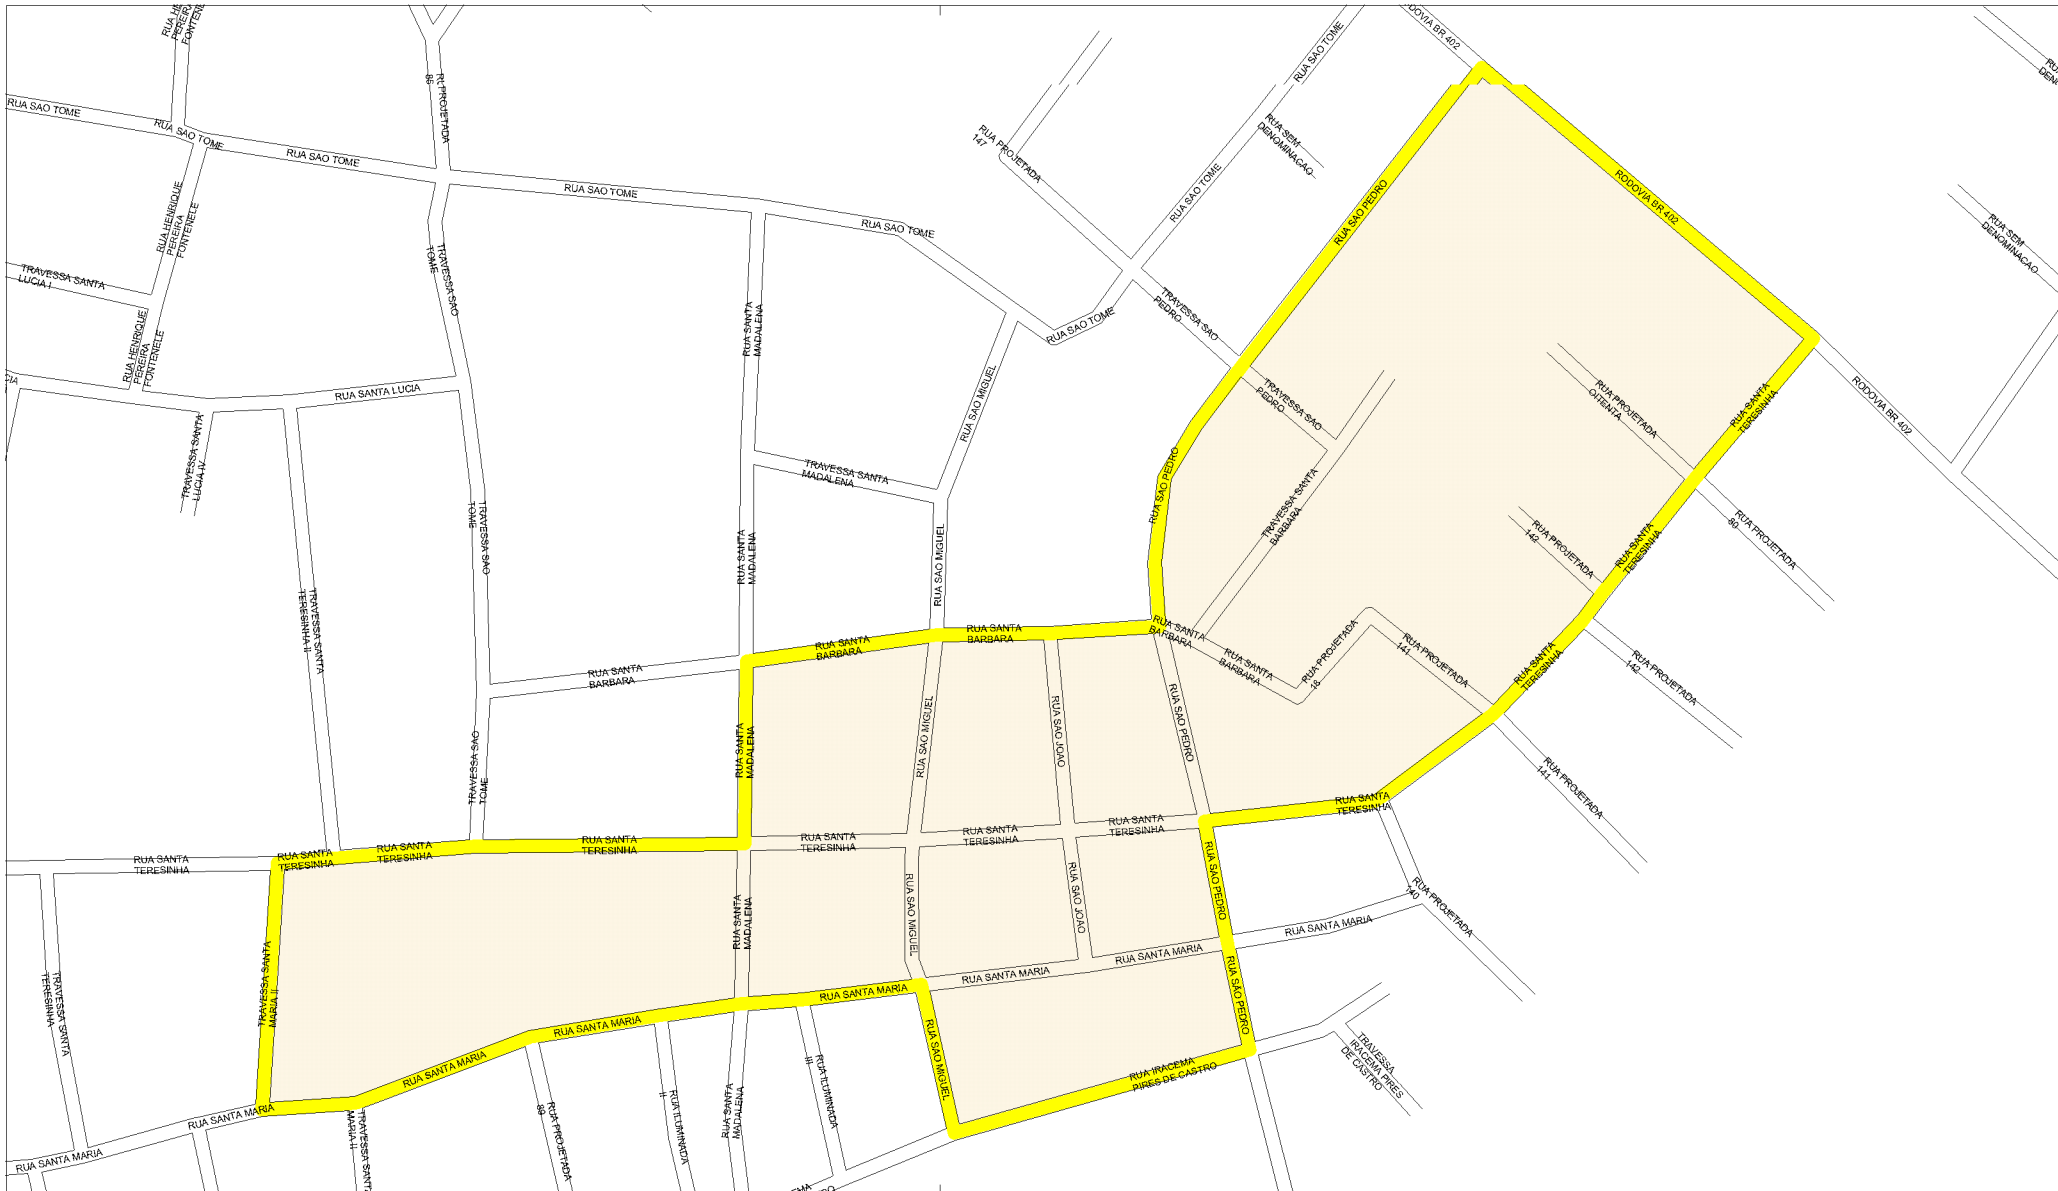 RUA HE
PEREIRA
FONTENEL
RODOVIA BR 402
RUA SAO TOME
RUA PROJETADA
86
RUA SAO TOME
RUA SAO TOME
RUA SAO TOME
RUA SAO TOME
RUA SAO TOME
RUA SAO TOME
RUA SAO TOME
RUA SAO TOME
RUA PROJETADA
147
RUA SEM
DENOMINACAO
RUA SAO PEDRO
RODOVIA BR 402
RUA SEM
DENOMINACAO
RUA HENRIQUE
PEREIRA
FONTENELE
TRAVESSA SANTA
LUCIA I
TRAVESSA SAO
TOME
RUA SANTA
MADALENA
TRAVESSA SAO
PEDRO
RUA HENRIQUE
PEREIRA
FONTENELE
RUA SANTA LUCIA
RUA SAO MIGUEL
TRAVESSA SAO
PEDRO
RUA PROJETADA
OITENTA
RUA SANTA
TERESINHA
RODOVIA BR 402
TRAVESSA SANTA
LUCIA IV
TRAVESSA SANTA
MADALENA
RUA SAO PEDRO
TRAVESSA SANTA
BARBARA
TRAVESSA SAO
TOME
RUA SANTA
MADALENA
RUA SAO MIGUEL
RUA PROJETADA
142
RUA SANTA
TERESINHA
RUA PROJETADA
80
TRAVESSA SANTA
TERESINHA II
RUA SANTA
BARBARA
RUA SANTA
BARBARA
RUA SANTA
BARBARA
RUA SANTA
BARBARA
RUA SANTA
BARBARA
RUA PROJETADA
18
RUA PROJETADA
141
RUA SANTA
TERESINHA
RUA PROJETADA
142
TRAVESSA SAO
TOME
RUA SANTA
MADALENA
RUA SAO MIGUEL
RUA SAO JOAO
RUA SAO PEDRO
RUA PROJETADA
141
RUA SANTA
TERESINHA
RUA SANTA
TERESINHA
RUA SANTA
TERESINHA
RUA SANTA
TERESINHA
RUA SANTA
TERESINHA
RUA SANTA
TERESINHA
RUA SANTA
TERESINHA
RUA SANTA
TERESINHA
RUA SANTA
MADALENA
RUA SAO MIGUEL
RUA SAO JOAO
RUA SAO PEDRO
RUA PROJETADA
140
RUA SANTA MARIA
RUA SANTA MARIA
RUA SANTA MARIA
TRAVESSA SANTA
TERESINHA
TRAVESSA SANTA
MARIA II
RUA SANTA MARIA
RUA SANTA MARIA
RUA SANTA MARIA
RUA SAO PEDRO
RUA SAO MIGUEL
RUA IRACEMA
PIRES DE CASTRO
TRAVESSA
IRACEMA PIRES
DE CASTRO
RUA SANTA MARIA
RUA SANTA MARIA
TRAVESSA SANTA
MARIA II
RUA PROJETADA
89
RUA ILUMINADA
II
RUA SANTA
MADALENA
RUA ILUMINADA
III